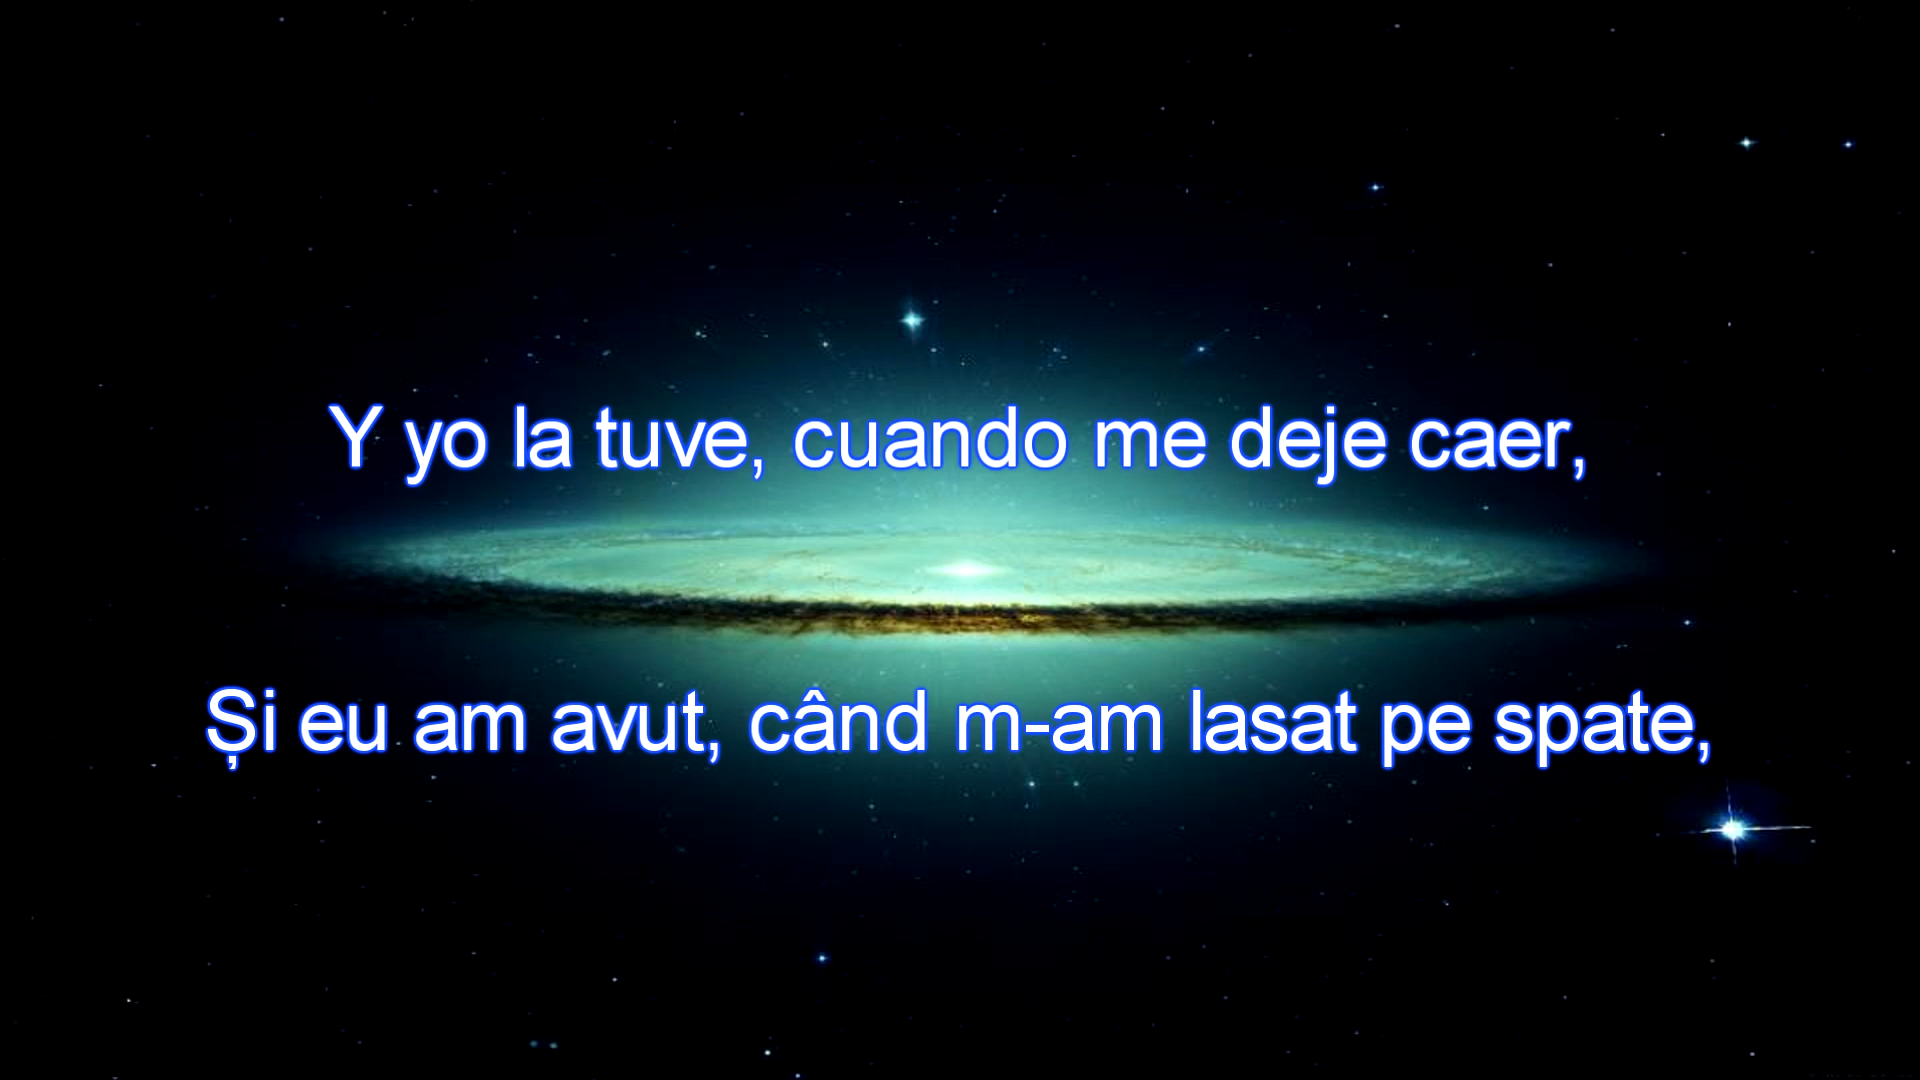 Y yo la tuve, cuando me deje caer,
Și eu am avut, când m-am lasat pe spate,